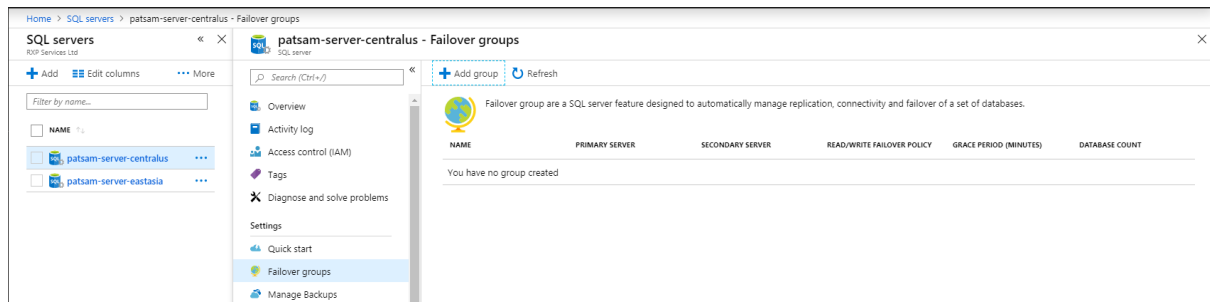 Home > SQL servers > patsam-server-centralus - Failover groups
SQL servers
RXP Services Ltd
Add Edit columns ••• More
Filter by name...
NAME
patsam-server-centralus •••
patsam-server-eastasia •••
patsam-server-centralus - Failover groups
SQL server
Search (Ctrl+/)
Overview
Activity log
Access control (IAM)
Tags
Diagnose and solve problems
Settings
Quick start
Failover groups
Manage Backups
Add group Refresh
Failover group are a SQL server feature designed to automatically manage replication, connectivity and failover of a set of databases.
NAME PRIMARY SERVER SECONDARY SERVER READ/WRITE FAILOVER POLICY GRACE PERIOD (MINUTES) DATABASE COUNT
You have no group created